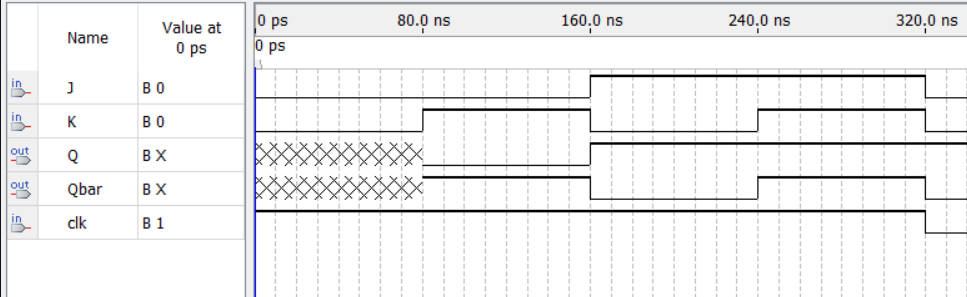 Name Value at 0 ps
0 ps 80.0 ns 160.0 ns 240.0 ns 320.0 ns
0 ps
in J B 0
in K B 0
out Q B X
out Qbar B X
in clk B 1